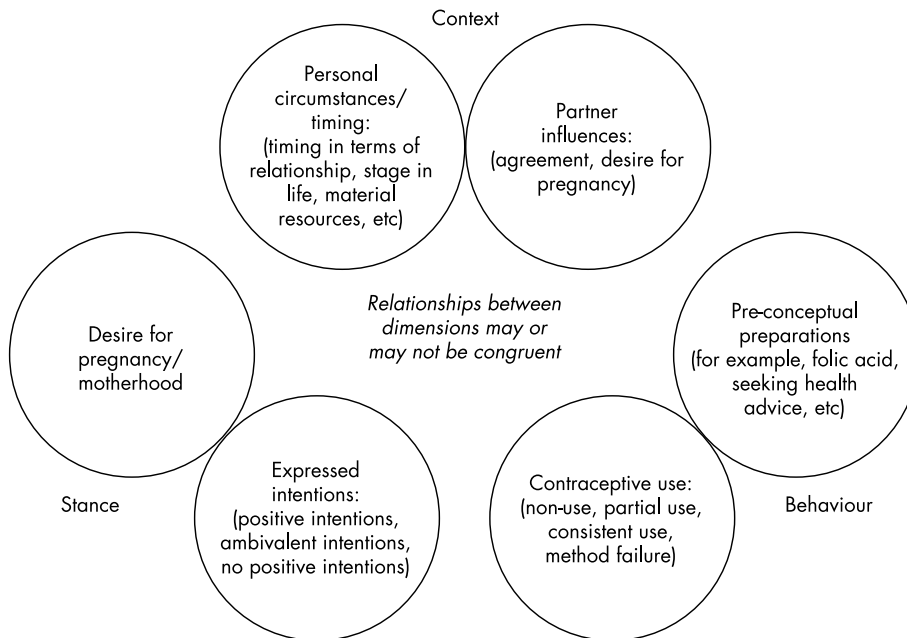 Context
Personal
circumstances/
timing:
(timing in terms of
relationship, stage in
life, material
resources, etc)
Partner
influences:
(agreement, desire for
pregnancy)
Relationships between
dimensions may or
may not be congruent
Desire for
pregnancy/
motherhood
Pre-conceptual
preparations
(for example, folic acid,
seeking health
advice, etc)
Stance
Expressed
intentions:
(positive intentions,
ambivalent intentions,
no positive intentions)
Contraceptive use:
(non-use, partial use,
consistent use,
method failure)
Behaviour